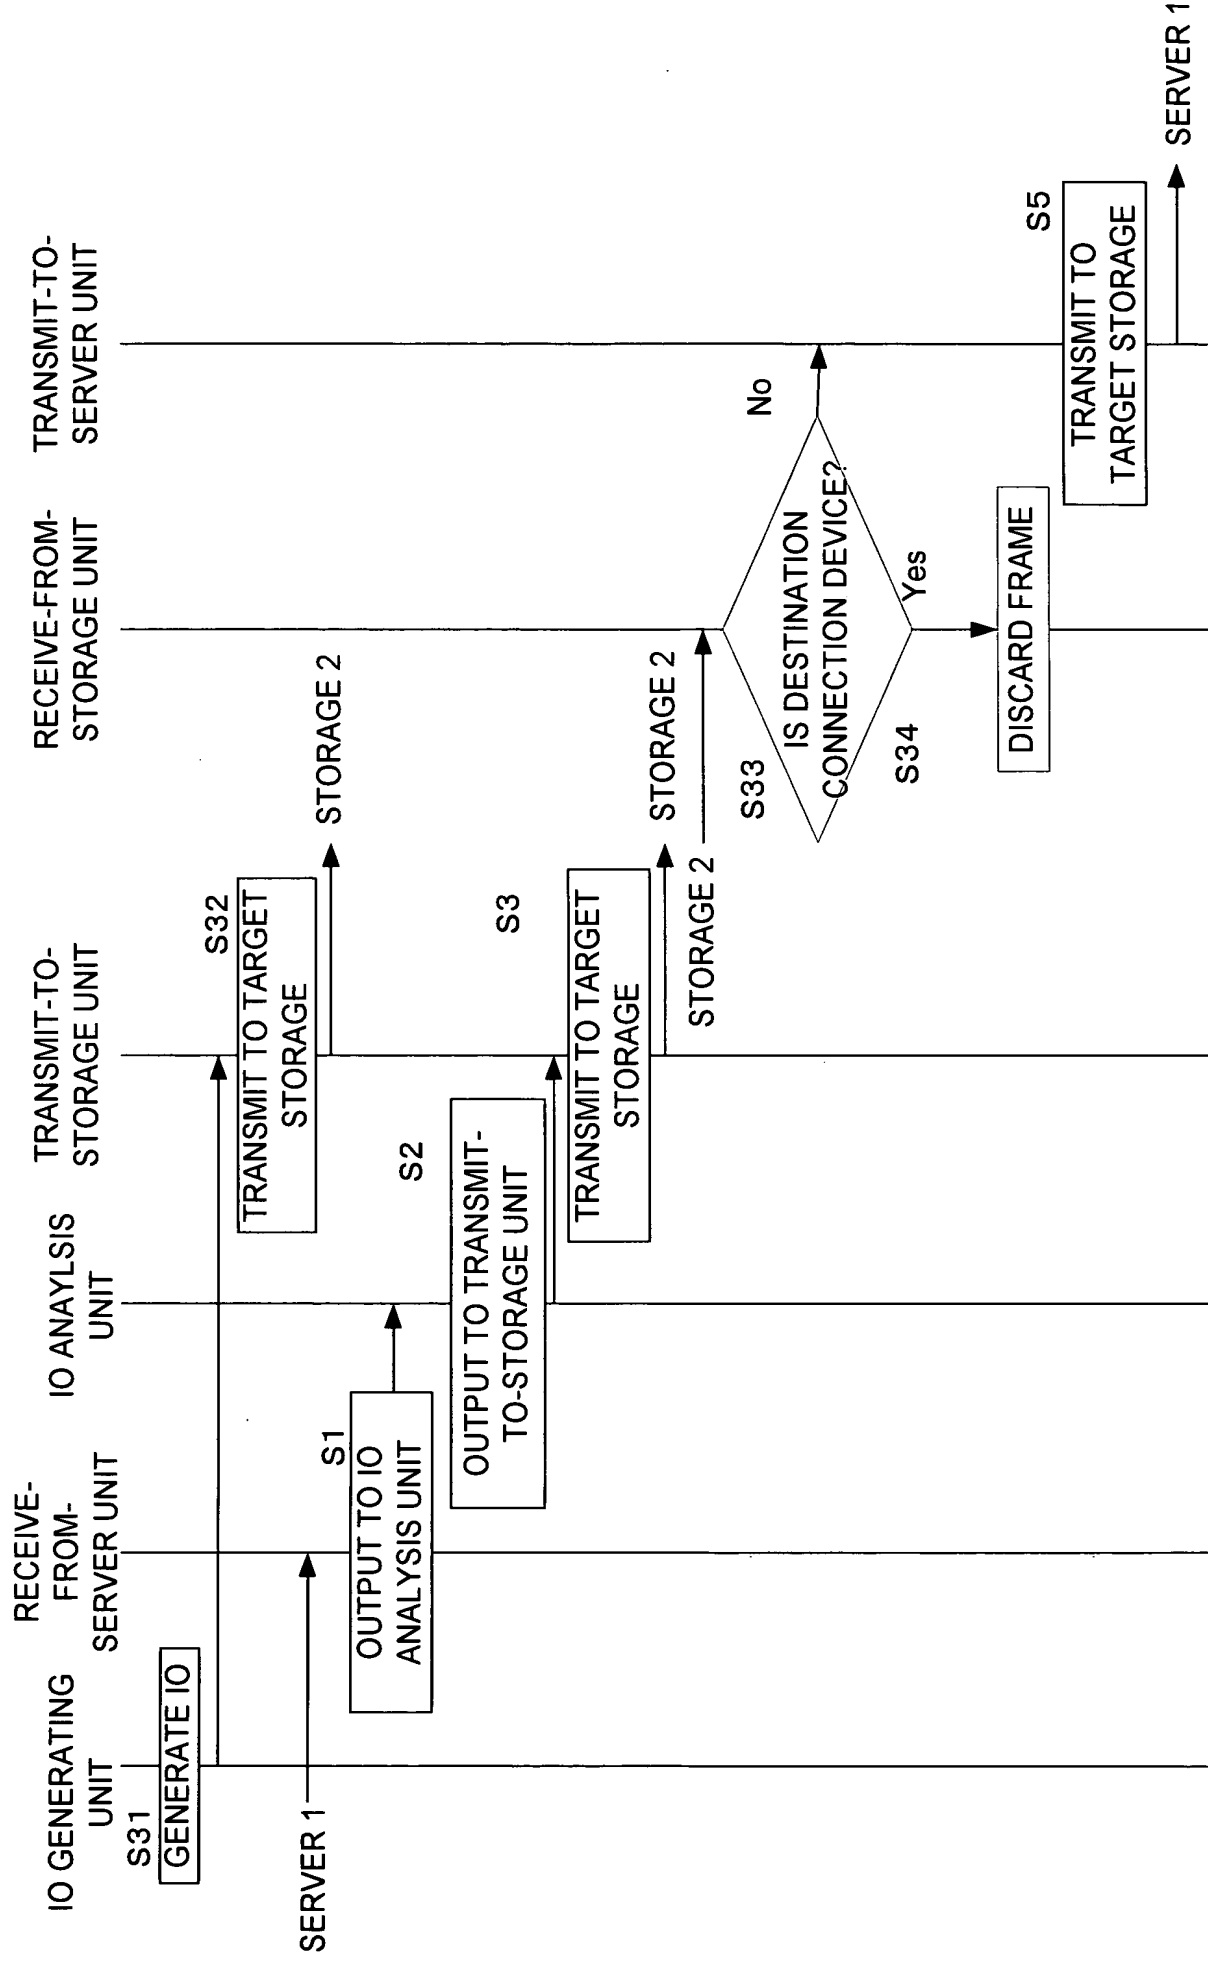 IO GENERATING
UNIT
RECEIVE-
FROM-
SERVER UNIT
IO ANAYLSIS
UNIT
TRANSMIT-TO-
STORAGE UNIT
RECEIVE-FROM-
STORAGE UNIT
TRANSMIT-TO-
SERVER UNIT
S31
GENERATE IO
S32
TRANSMIT TO TARGET
STORAGE
STORAGE 2
SERVER 1
S1
OUTPUT TO IO
ANALYSIS UNIT
S2
OUTPUT TO TRANSMIT-
TO-STORAGE UNIT
S3
TRANSMIT TO TARGET
STORAGE
STORAGE 2
STORAGE 2
S33
IS DESTINATION
CONNECTION DEVICE?
No
Yes
S34
DISCARD FRAME
S5
TRANSMIT TO
TARGET STORAGE
SERVER 1